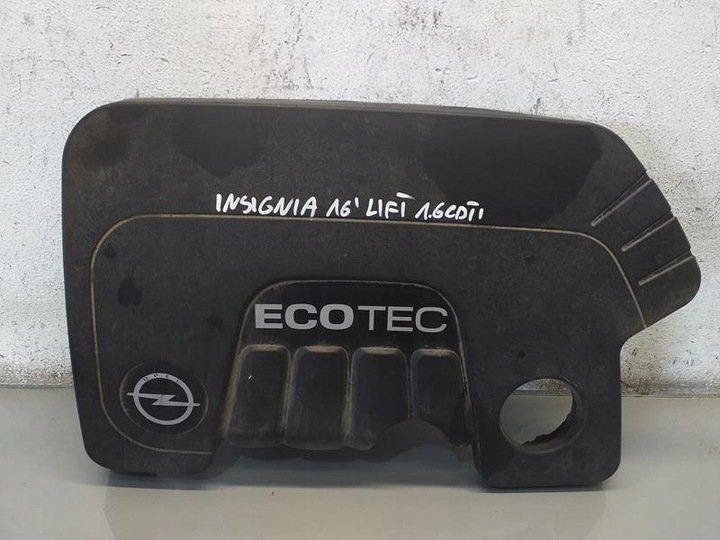 INSIGNIA 16' LIFT 1.6CDTI
ECOTEC
OPEL